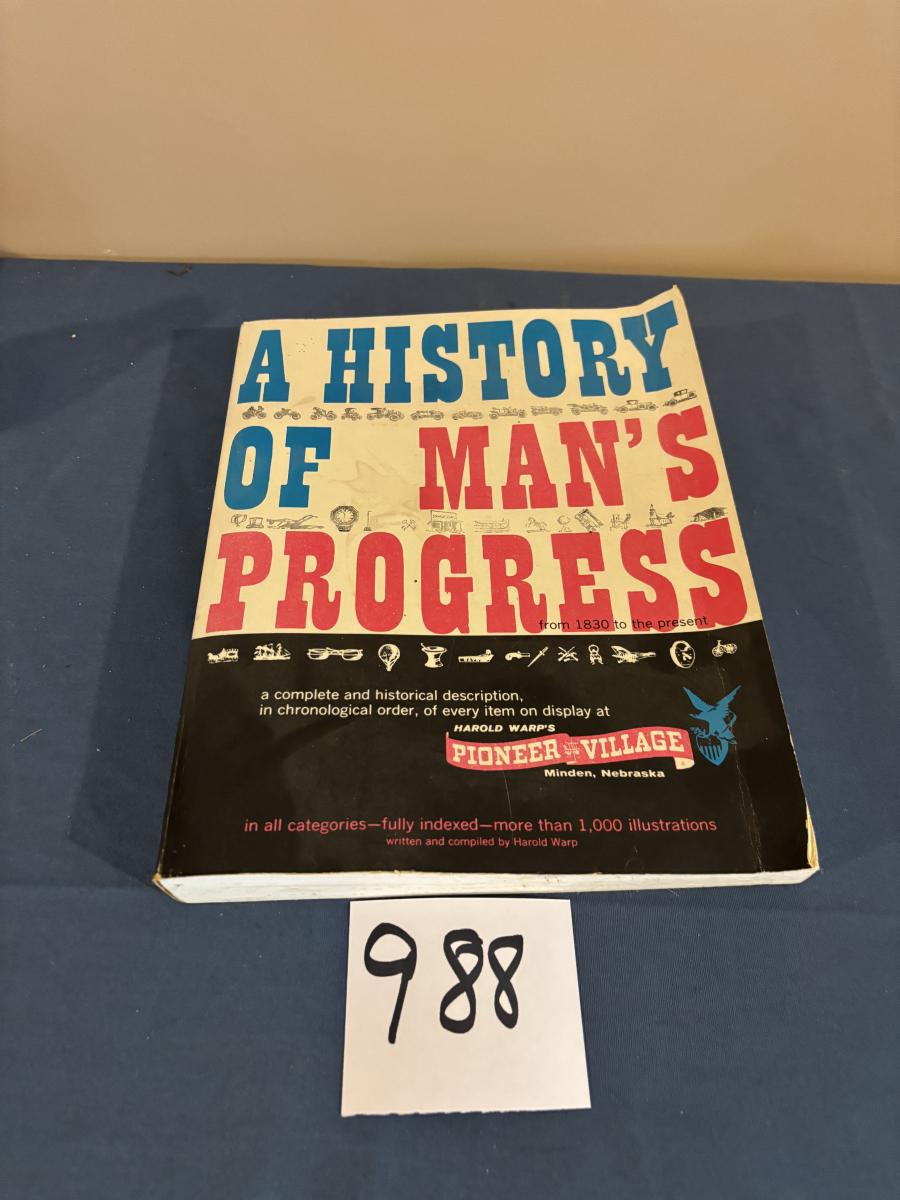 A HISTORY
OF MAN'S
PROGRESS
from 1830 to the present
a complete and historical description,
in chronological order, of every item on display at
HAROLD WARP'S
PIONEER VILLAGE
Minden, Nebraska
in all categories—fully indexed—more than 1,000 illustrations
written and compiled by Harold Warp
988